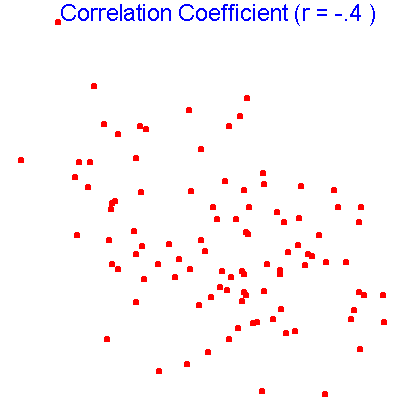 Correlation Coefficient (r = -.4 )